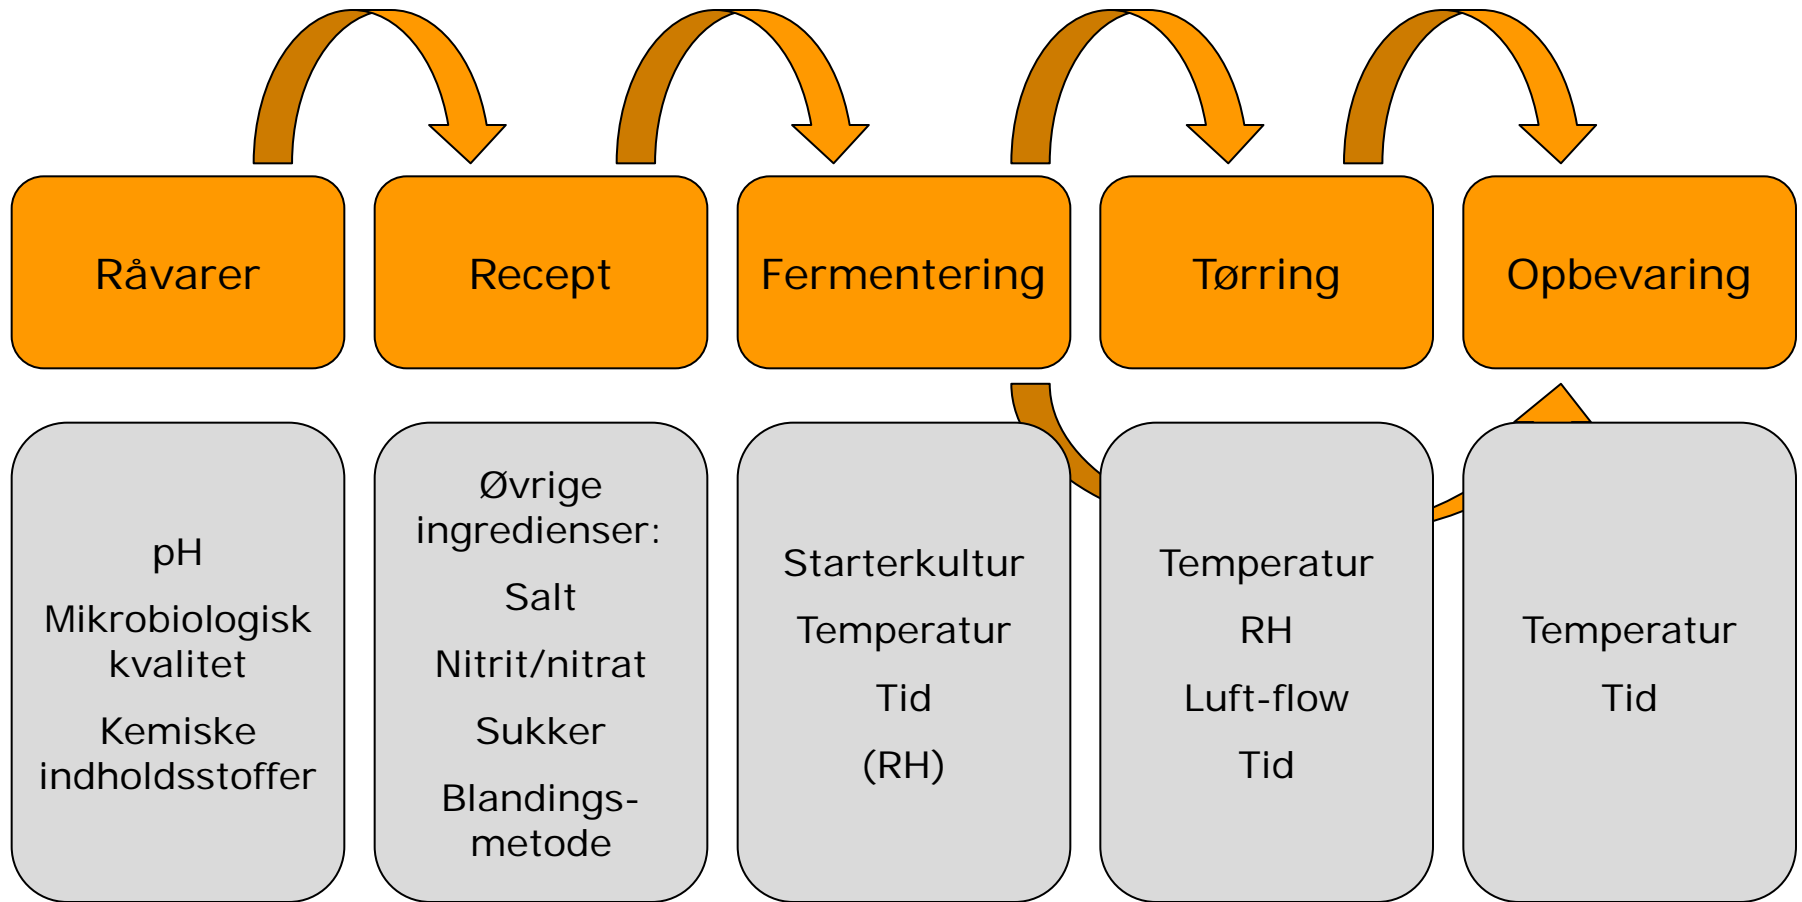 Råvarer
Recept
Fermentering
Tørring
Opbevaring
pH
Mikrobiologisk
kvalitet
Kemiske
indholdsstoffer
Øvrige
ingredienser:
Salt
Nitrit/nitrat
Sukker
Blandings-
metode
Starterkultur
Temperatur
Tid
(RH)
Temperatur
RH
Luft-flow
Tid
Temperatur
Tid